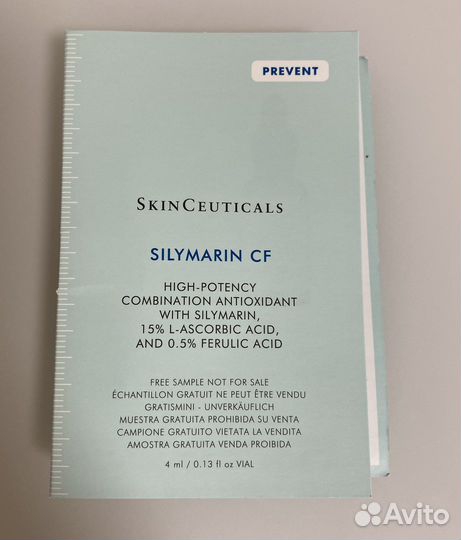 PREVENT
SKINCEUTICALS
SILYMARIN CF
HIGH-POTENCY
COMBINATION ANTIOXIDANT
WITH SILYMARIN,
15% L-ASCORBIC ACID,
AND 0.5% FERULIC ACID
FREE SAMPLE NOT FOR SALE
ÉCHANTILLON GRATUIT NE PEUT ÊTRE VENDU
GRATISMINI - UNVERKÄUFLICH
MUESTRA GRATUITA PROHIBIDA SU VENTA
CAMPIONE GRATUITO VIETATA LA VENDITA
AMOSTRA GRATUITA VENDA PROIBIDA
4 ml / 0.13 fl oz VIAL
Avito